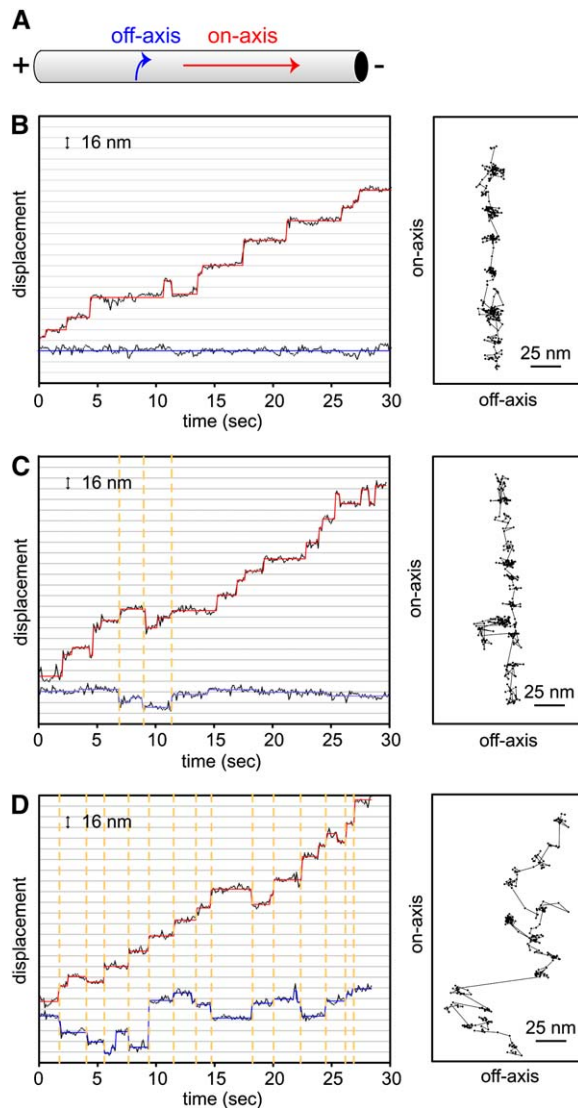 A
off-axis on-axis
+ -
B
16 nm
displacement
0 5 10 15 20 25 30
time (sec)
on-axis
25 nm
off-axis
C
16 nm
displacement
0 5 10 15 20 25 30
time (sec)
on-axis
25 nm
off-axis
D
16 nm
displacement
0 5 10 15 20 25 30
time (sec)
on-axis
25 nm
off-axis